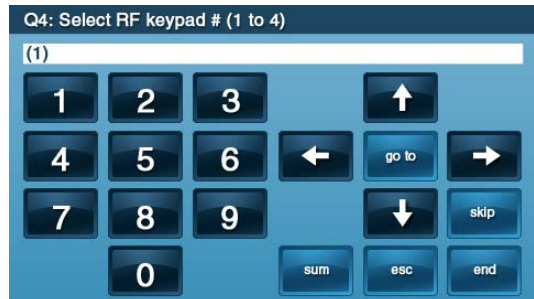 Q4: Select RF keypad # (1 to 4)
(1)
1 2 3
4 5 6 go to
7 8 9 skip
0 sum esc end